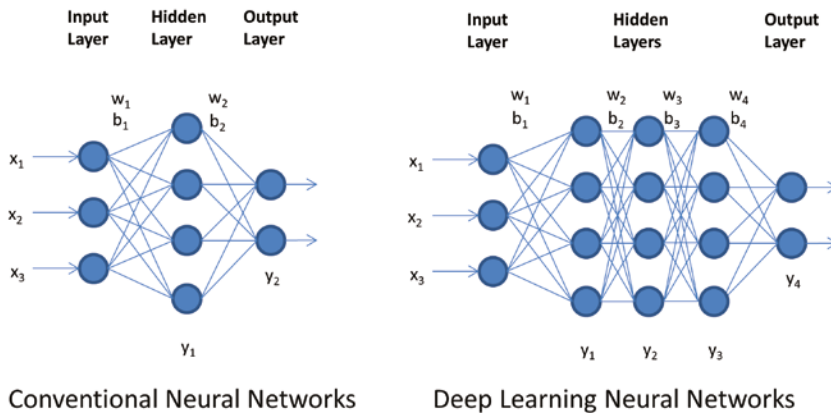 Input Hidden Output
Layer Layer Layer
w₁ w₂
b₁ b₂
x₁
x₂
x₃
y₂
y₁
Conventional Neural Networks
Input Hidden Output
Layer Layers Layer
w₁ w₂ w₃ w₄
b₁ b₂ b₃ b₄
x₁
x₂
x₃
y₄
y₁ y₂ y₃
Deep Learning Neural Networks